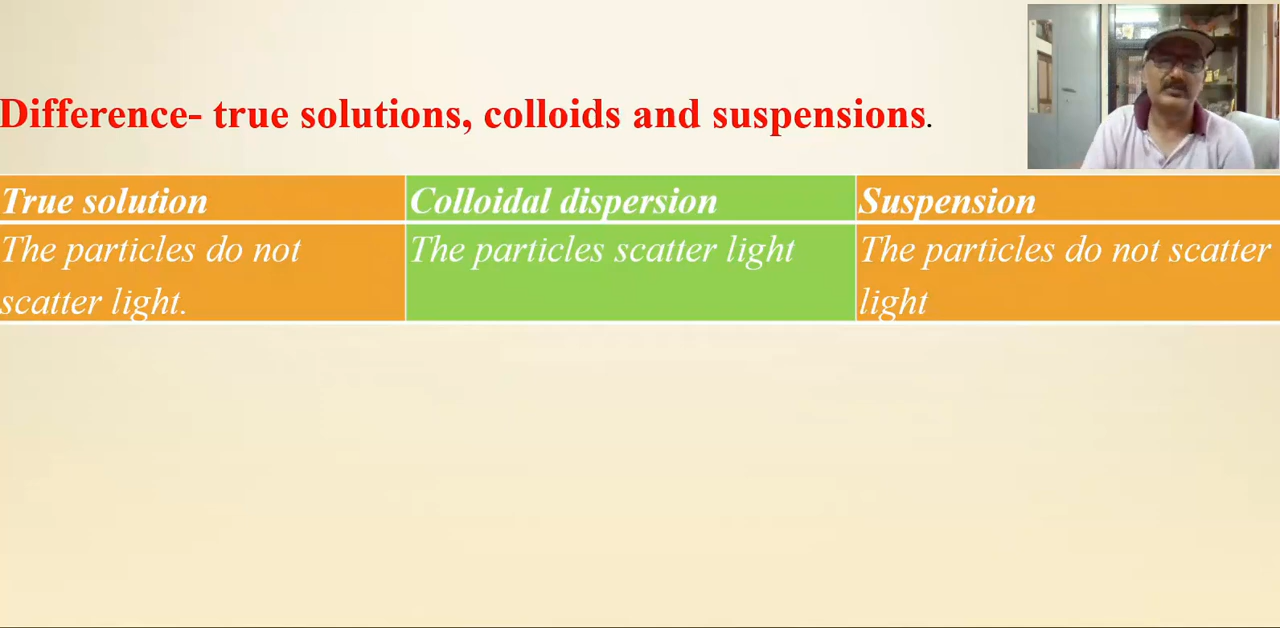 Difference- true solutions, colloids and suspensions.
True solution
Colloidal dispersion
Suspension
The particles do not
scatter light.
The particles scatter light
The particles do not scatter
light